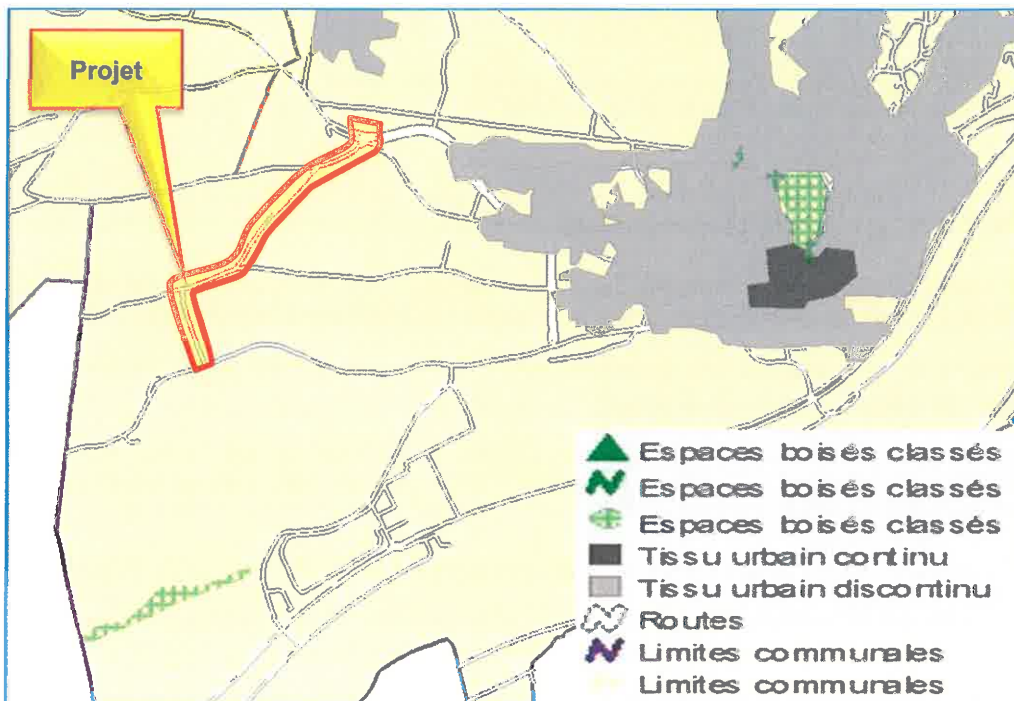 Projet
Espaces boisés classés
Espaces boisés classés
Espaces boisés classés
Tissu urbain continu
Tissu urbain discontinu
Routes
Limites communales
Limites communales